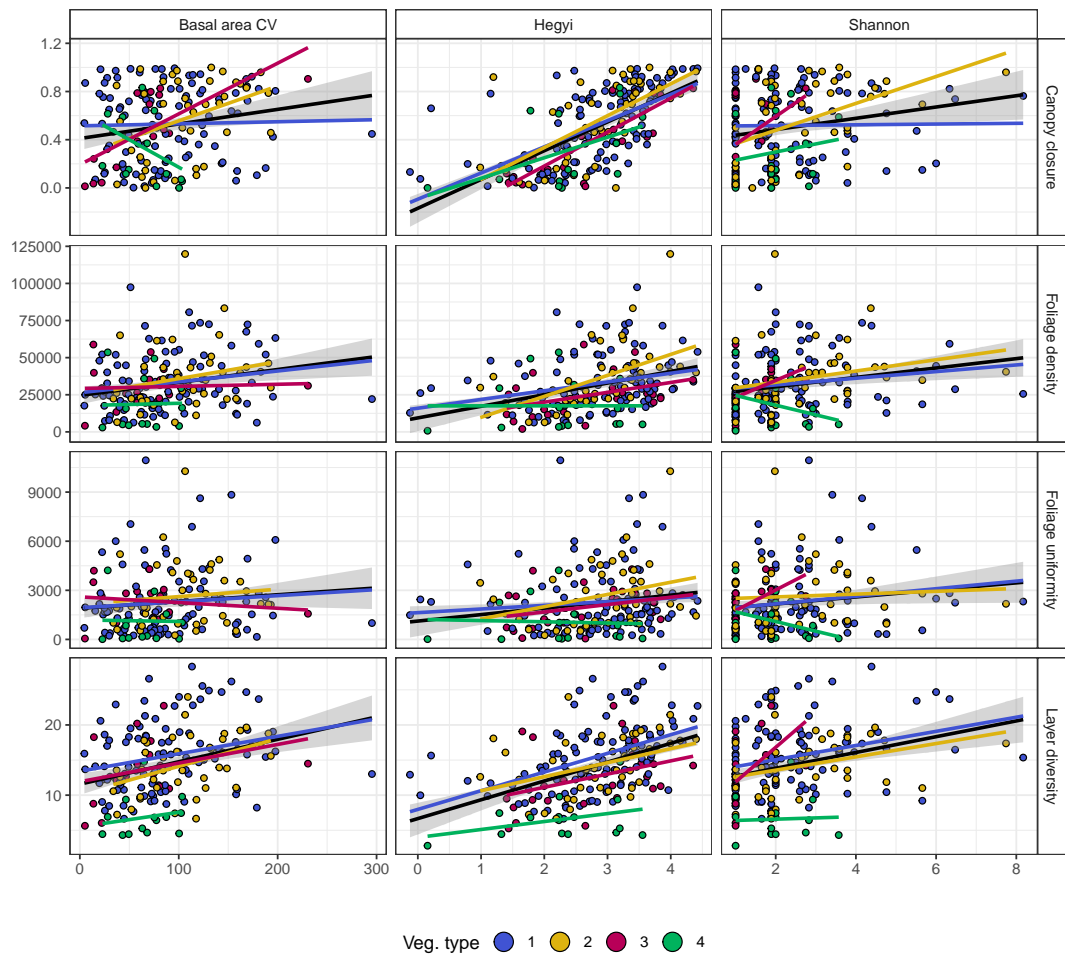 Basal area CV Hegyi Shannon
1.2
0.8
0.4
0.0
Canopy closure
125000
100000
75000
50000
25000
0
Foliage density
9000
6000
3000
0
Foliage uniformity
20
10
Layer diversity
0 100 200 300 0 1 2 3 4 2 4 6 8
Veg. type 1 2 3 4